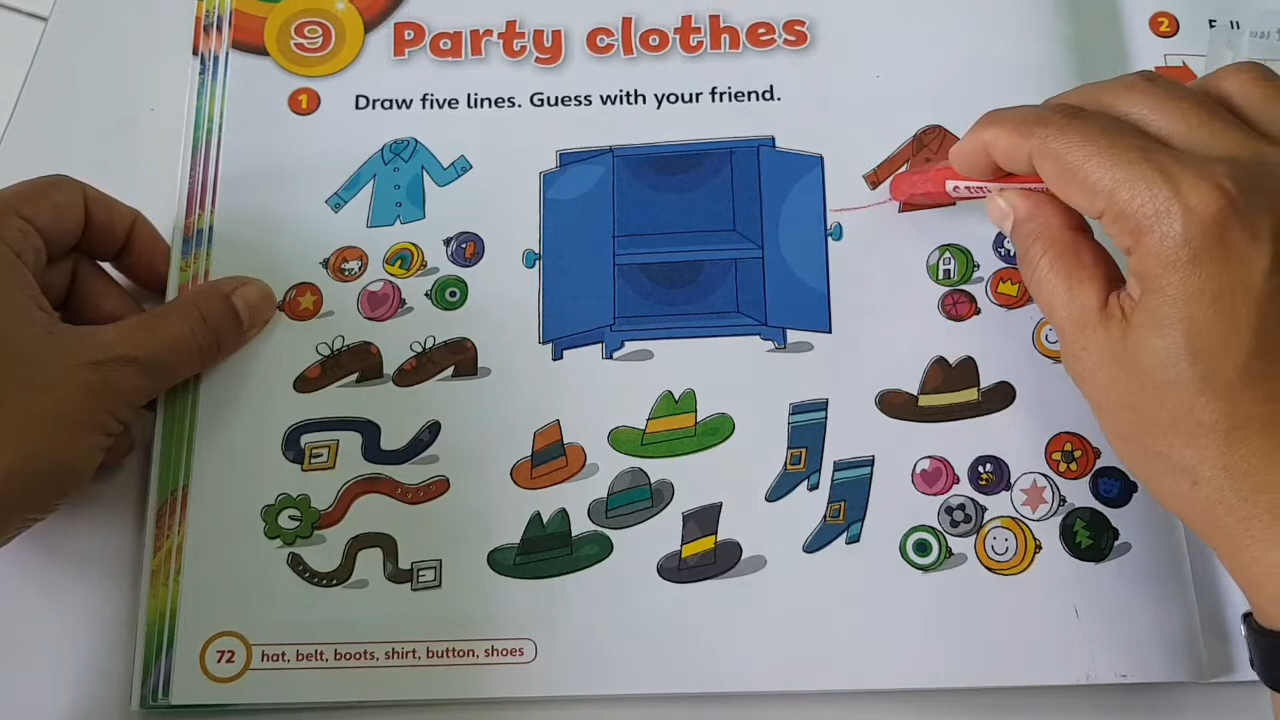 9 Party clothes
1 Draw five lines. Guess with your friend.
2
72 hat, belt, boots, shirt, button, shoes